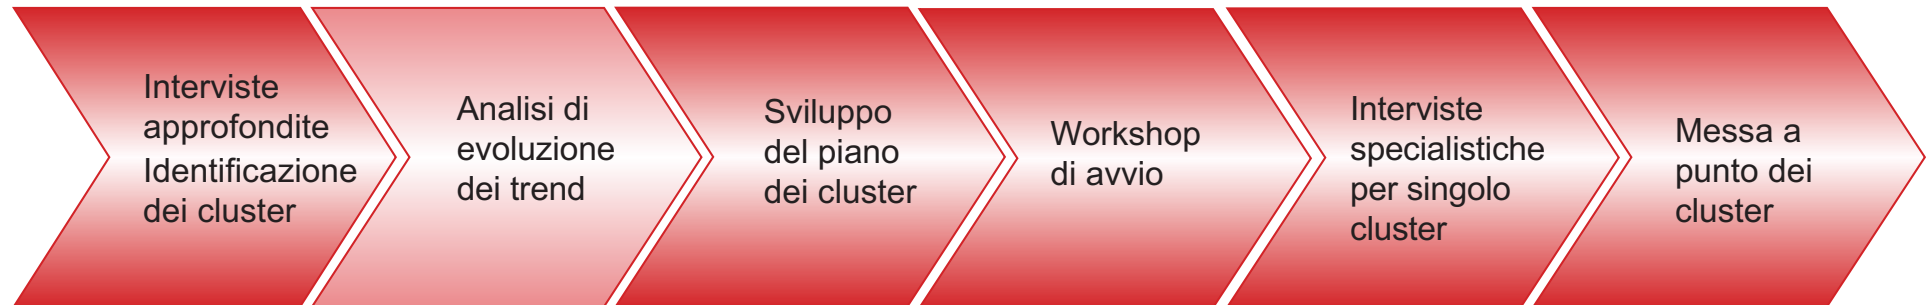 Interviste
approfondite
Identificazione
dei cluster
Analisi di
evoluzione
dei trend
Sviluppo
del piano
dei cluster
Workshop
di avvio
Interviste
specialistiche
per singolo
cluster
Messa a
punto dei
cluster